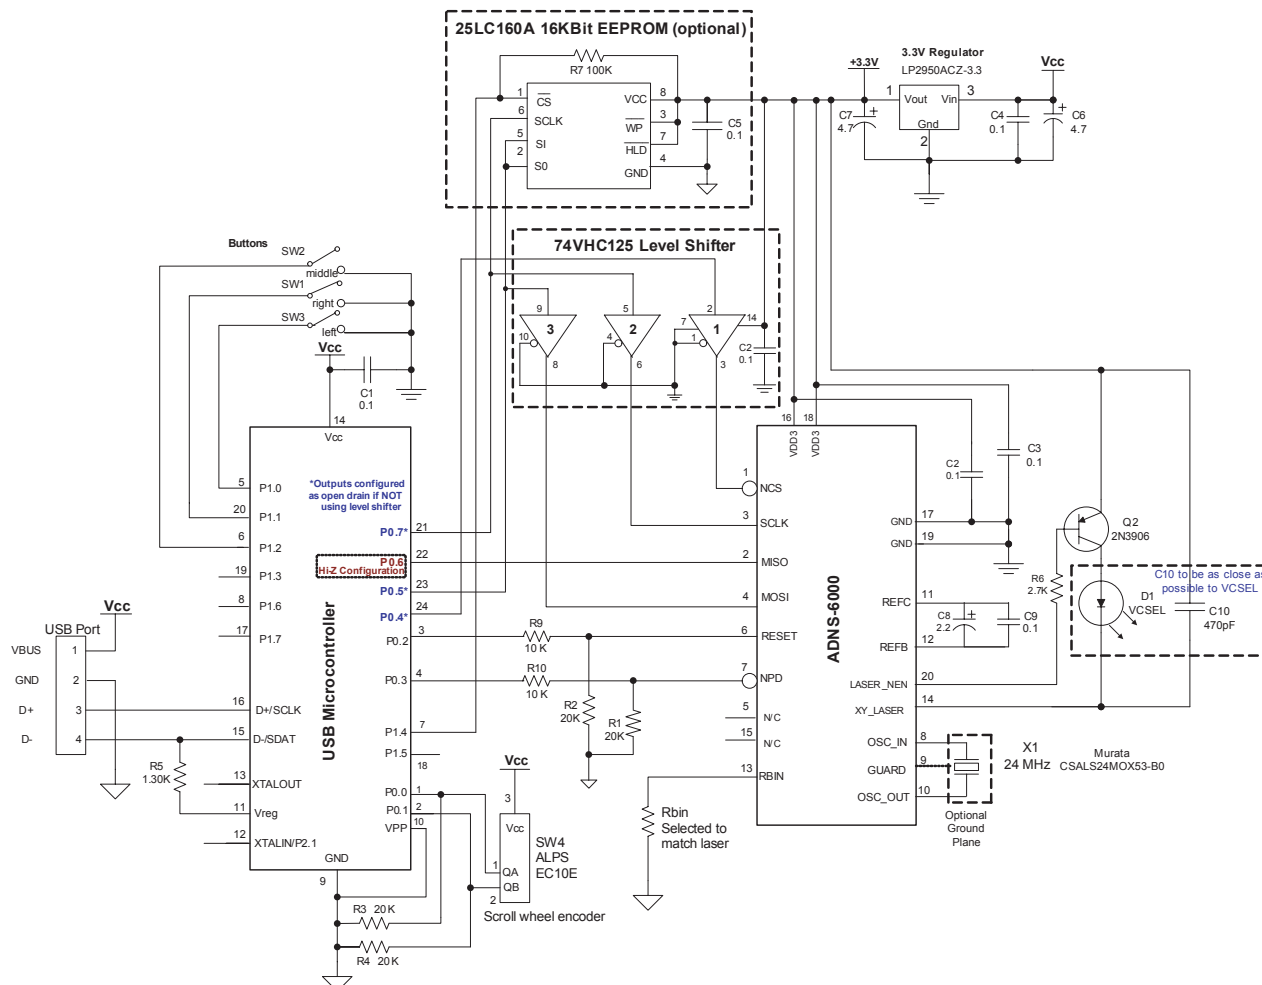 25LC160A 16KBit EEPROM (optional)
R7 100K
1
CS
6
SCLK
5
SI
2
S0
VCC
8
WP
3
HLD
7
GND
4
C5
0.1
+3.3V
3.3V Regulator
LP2950ACZ-3.3
Vcc
1
Vout
Vin
3
Gnd
2
C7
4.7
C4
0.1
C6
4.7
74VHC125 Level Shifter
9
3
10
8
5
2
4
6
2
7
1
1
14
3
C2
0.1
Buttons
SW2
middle
SW1
right
SW3
left
Vcc
C1
0.1
14
Vcc
USB Microcontroller
5
P1.0
20
P1.1
6
P1.2
19
P1.3
8
P1.6
17
P1.7
16
D+/SCLK
15
D-/SDAT
13
XTALOUT
11
Vreg
12
XTALIN/P2.1
GND
9
*Outputs configured
as open drain if NOT
using level shifter
P0.7*
21
P0.6
Hi-Z Configuration
22
P0.5*
23
P0.4*
24
P0.2
3
P0.3
4
P1.4
7
P1.5
18
P0.0
1
P0.1
2
VPP
10
USB Port
Vcc
VBUS
1
GND
2
D+
3
D-
4
R5
1.30K
R3 20K
R4 20K
R9
10 K
R10
10 K
R2
20K
R1
20K
Vcc
3
Vcc
1
QA
QB
2
SW4
ALPS
EC10E
Scroll wheel encoder
Rbin
Selected to
match laser
ADNS-6000
16
VDD3
18
VDD3
1
NCS
3
SCLK
2
MISO
4
MOSI
6
RESET
7
NPD
5
N/C
15
N/C
13
RBIN
GND
17
GND
19
REFC
11
REFB
12
LASER_NEN
20
XY_LASER
14
OSC_IN
8
GUARD
9
OSC_OUT
10
C2
0.1
C3
0.1
C8
2.2
C9
0.1
Q2
2N3906
R6
2.7K
C10 to be as close as
possible to VCSEL
D1
VCSEL
C10
470pF
X1
24 MHz
Murata
CSALS24MOX53-B0
Optional
Ground
Plane